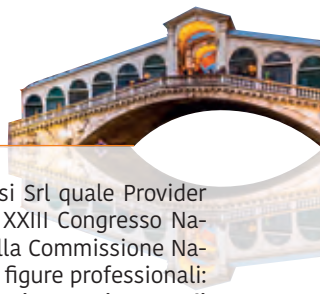 si Srl quale Provider
XXIII Congresso Na-
lla Commissione Na-
figure professionali: